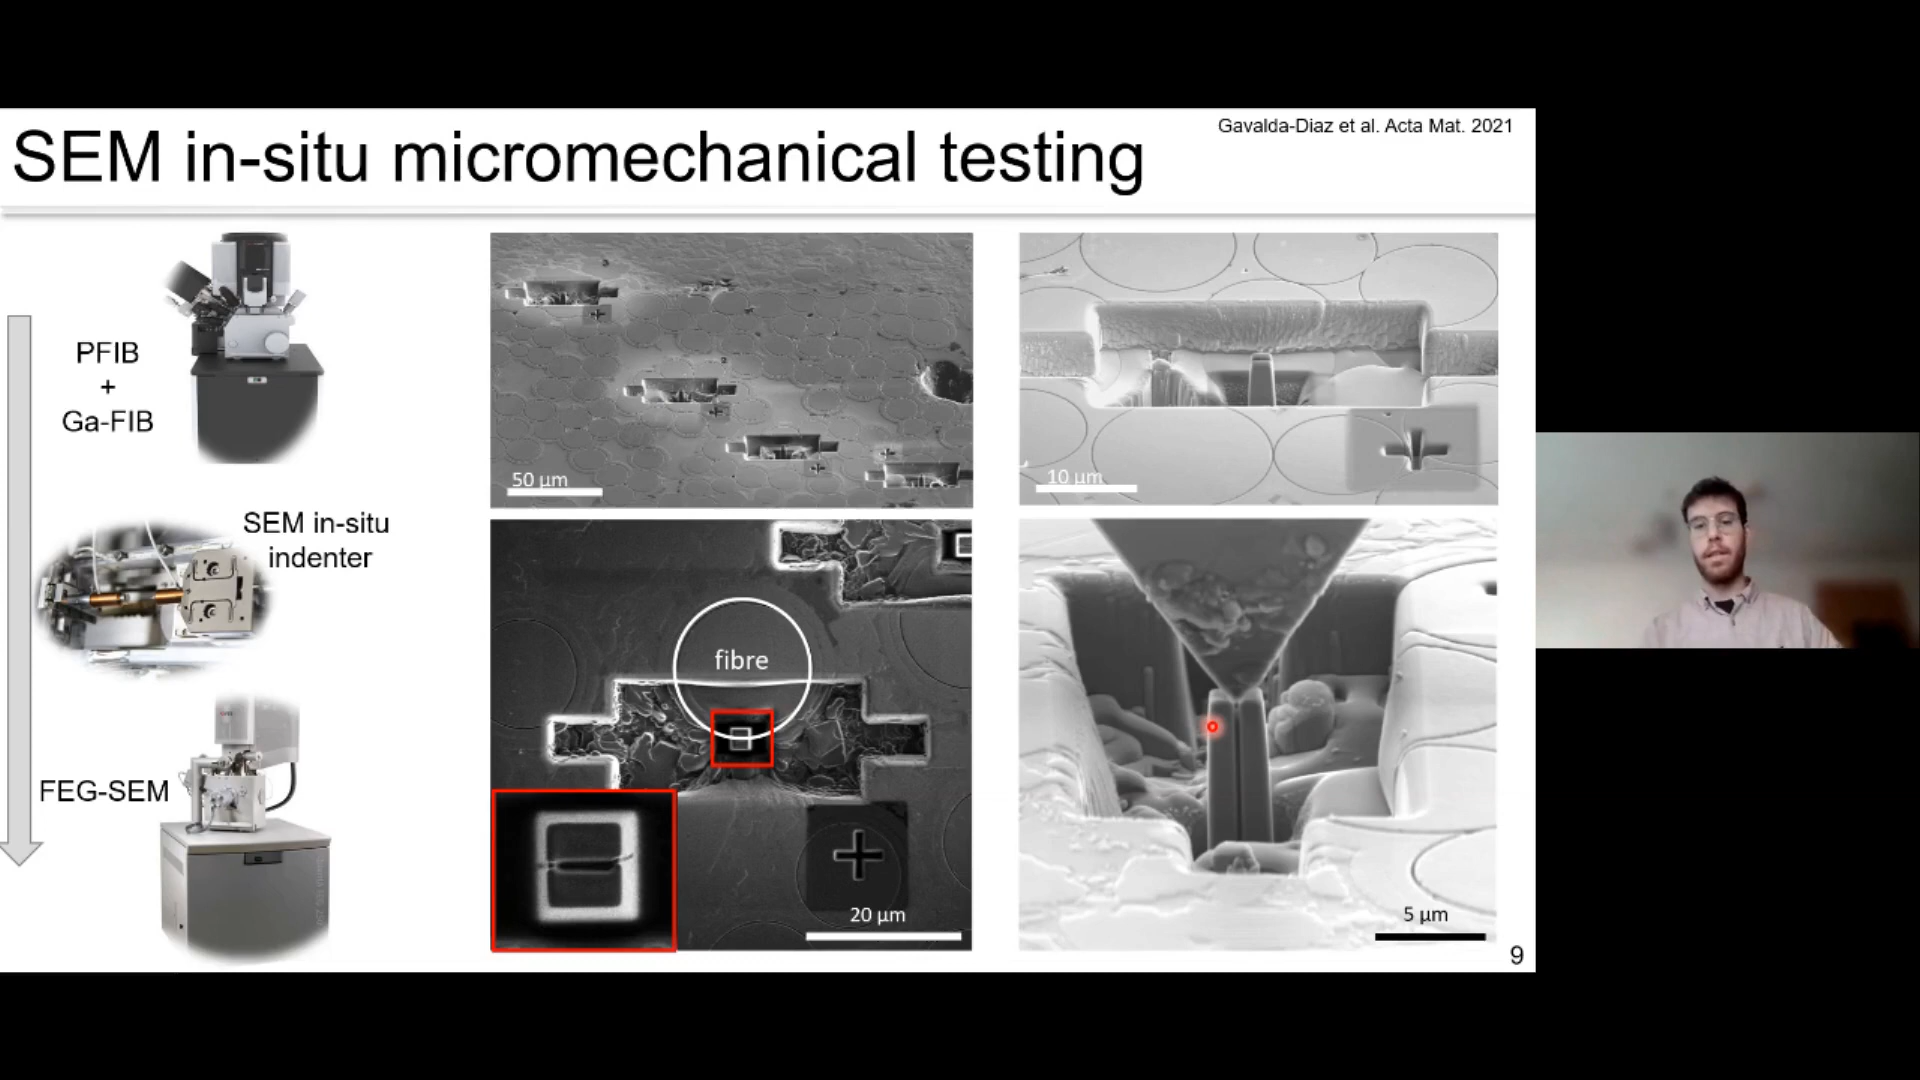 Gavalda-Diaz et al. Acta Mat. 2021
SEM in-situ micromechanical testing
PFIB
+
Ga-FIB
SEM in-situ
indenter
FEG-SEM
50 µm
10 µm
fibre
20 µm
5 µm
9